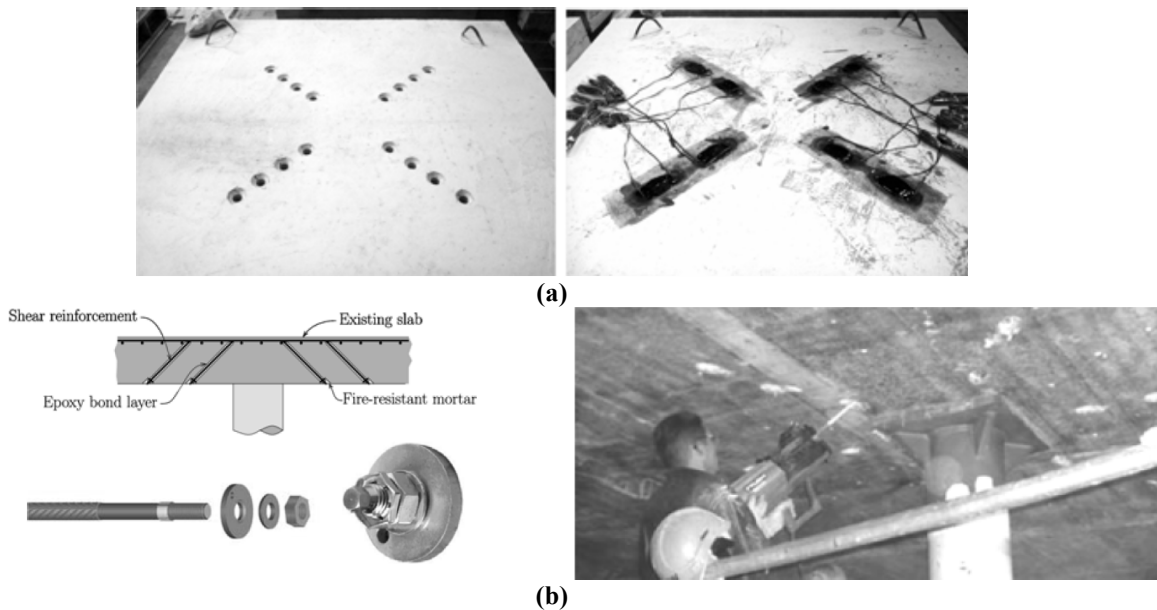 (a)
Shear reinforcement
Existing slab
Epoxy bond layer
Fire-resistant mortar
(b)